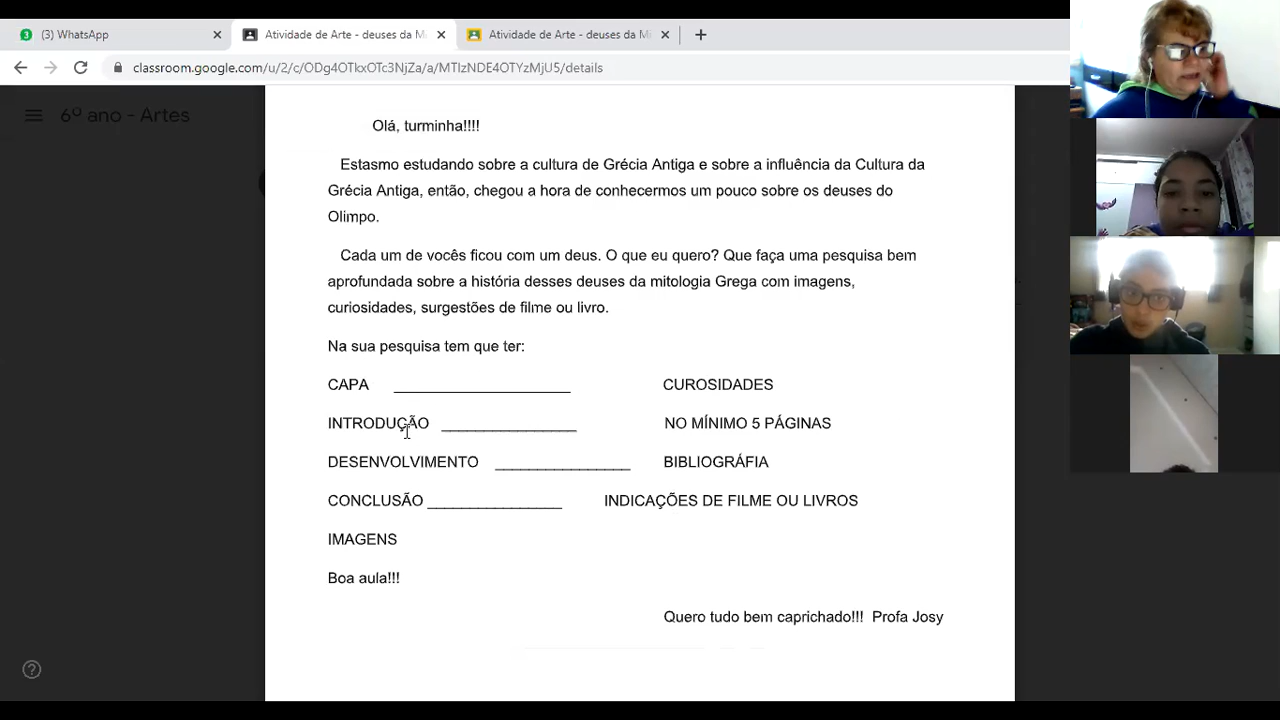 (3) WhatsApp
Atividade de Arte - deuses da M
Atividade de Arte - deuses da Mi
classroom.google.com/u/2/c/ODg4OTkxOTc3NjZa/a/MTIzNDE4OTYzMjU5/details
6º ano - Artes
Olá, turminha!!!!
Estasmo estudando sobre a cultura de Grécia Antiga e sobre a influência da Cultura da
Grécia Antiga, então, chegou a hora de conhecermos um pouco sobre os deuses do
Olimpo.
Cada um de vocês ficou com um deus. O que eu quero? Que faça uma pesquisa bem
aprofundada sobre a história desses deuses da mitologia Grega com imagens,
curiosidades, surgestões de filme ou livro.
Na sua pesquisa tem que ter:
CAPA ____________________ CUROSIDADES
INTRODUÇÃO ________________ NO MÍNIMO 5 PÁGINAS
DESENVOLVIMENTO ________________ BIBLIOGRÁFIA
CONCLUSÃO ________________ INDICAÇÕES DE FILME OU LIVROS
IMAGENS
Boa aula!!!
Quero tudo bem caprichado!!! Profa Josy